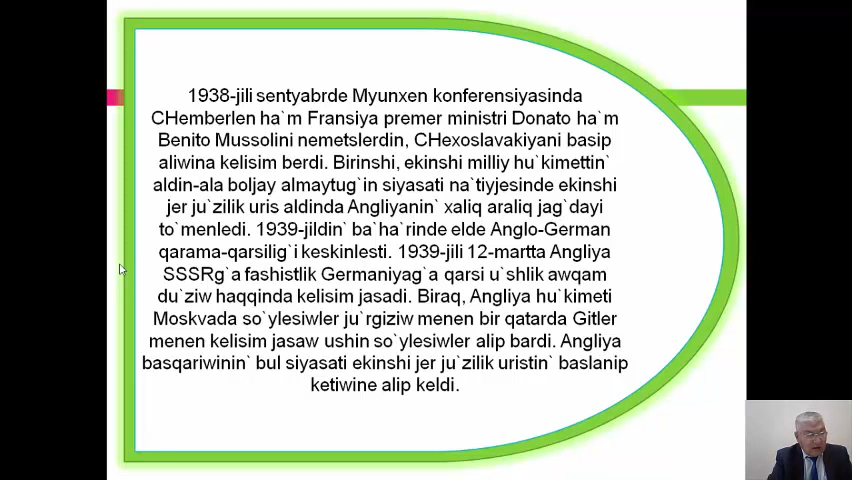 1938-jili sentyabrde Myunxen konferensiyasinda
CHemberlen ha`m Fransiya premer ministri Donato ha`m
Benito Mussolini nemetslerdin, CHexoslavakiyani basip
aliwina kelisim berdi. Birinshi, ekinshi milliy hu`kimettin`
aldin-ala boljay almaytug`in siyasati na`tiyjesinde ekinshi
jer ju`zilik uris aldinda Angliyanin` xaliq araliq jag`dayi
to`menledi. 1939-jildin` ba`ha`rinde elde Anglo-German
qarama-qarsilig`i keskinlesti. 1939-jili 12-martta Angliya
SSSRg`a fashistlik Germaniyag`a qarsi u`shlik awqam
du`ziw haqqinda kelisim jasadi. Biraq, Angliya hu`kimeti
Moskvada so`ylesiwler ju`rgiziw menen bir qatarda Gitler
menen kelisim jasaw ushin so`ylesiwler alip bardi. Angliya
basqariwinin` bul siyasati ekinshi jer ju`zilik uristin` baslanip
ketiwine alip keldi.